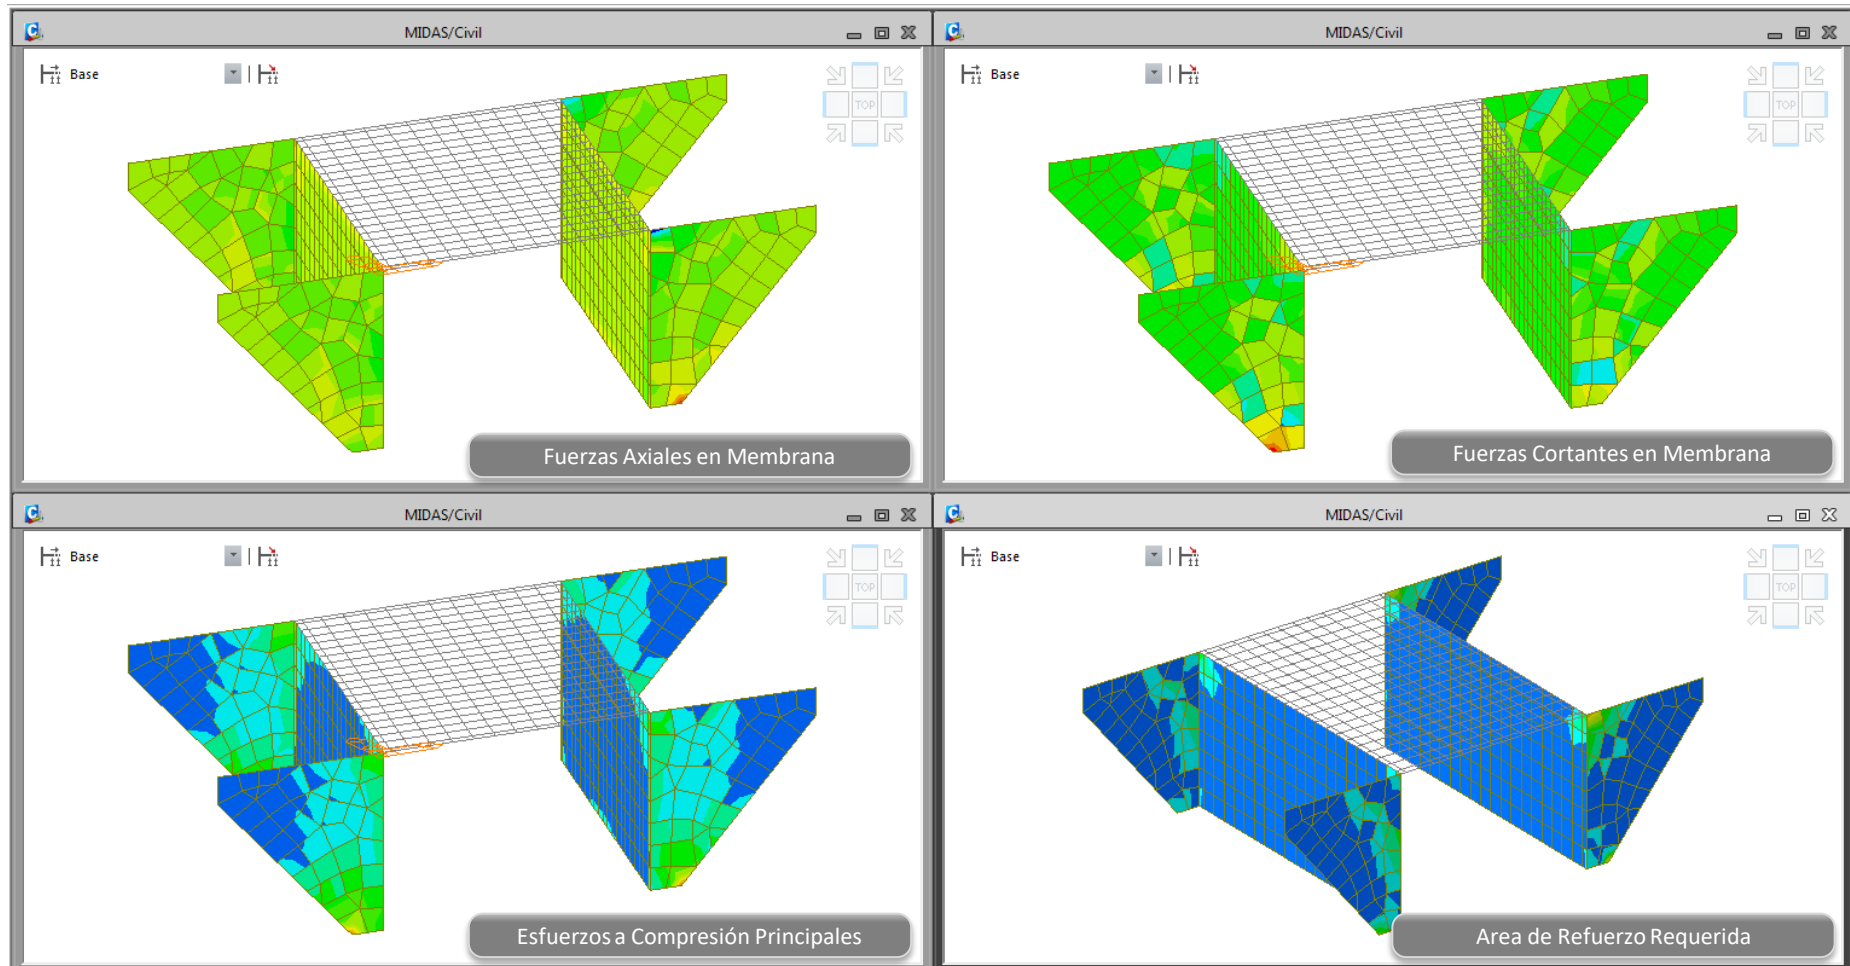 MIDAS/Civil
Base
TOP
Fuerzas Axiales en Membrana
MIDAS/Civil
Base
TOP
Fuerzas Cortantes en Membrana
MIDAS/Civil
Base
TOP
Esfuerzos a Compresión Principales
MIDAS/Civil
Base
TOP
Area de Refuerzo Requerida